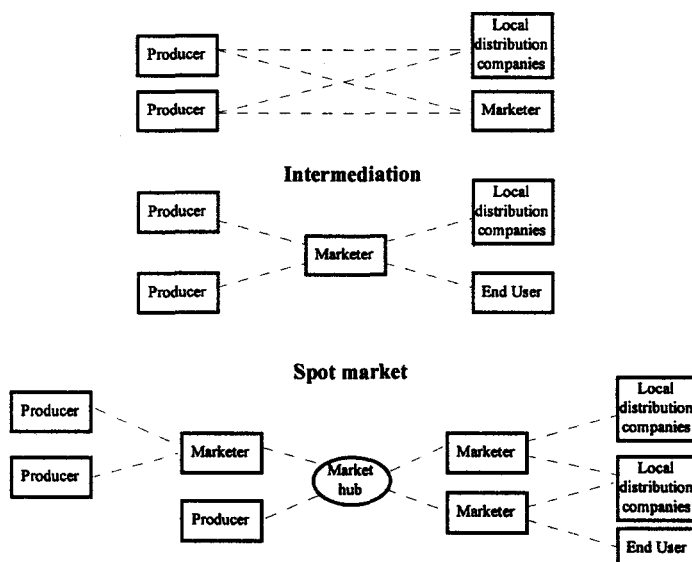 Producer
Local
distribution
companies
Producer
Marketer
Intermediation
Producer
Local
distribution
companies
Marketer
Producer
End User
Spot market
Producer
Local
distribution
companies
Producer
Marketer
Market
hub
Marketer
Local
distribution
companies
Producer
Marketer
End User